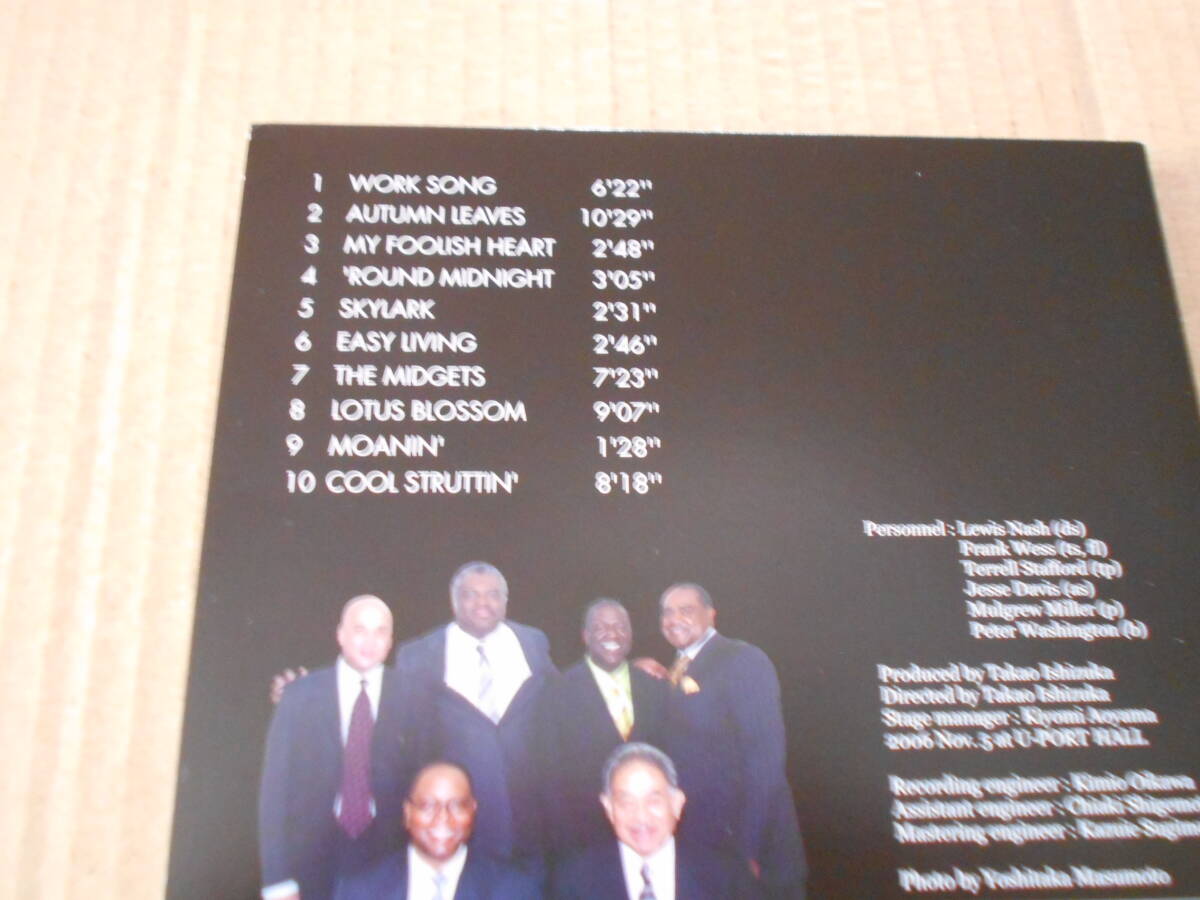 1 WORK SONG 6'22"
2 AUTUMN LEAVES 10'29"
3 MY FOOLISH HEART 2'48"
4 'ROUND MIDNIGHT 3'05"
5 SKYLARK 2'31"
6 EASY LIVING 2'46"
7 THE MIDGETS 7'23"
8 LOTUS BLOSSOM 9'07"
9 MOANIN' 1'28"
10 COOL STRUTTIN' 8'18"
Personnel : Lewis Nash (ds)
Frank Wess (ts, fl)
Terrell Stafford (tp)
Jesse Davis (as)
Mulgrew Miller (p)
Peter Washington (b)
Produced by Takao Ishizuka
Directed by Takao Ishizuka
Stage manager : Kiyomi Aoyama
2006 Nov. 5 at U-PORT HALL
Recording engineer : Kimio Oikawa
Assistant engineer : Chiaki
Mastering engineer :
Photo by Yoshitaka Masumoto